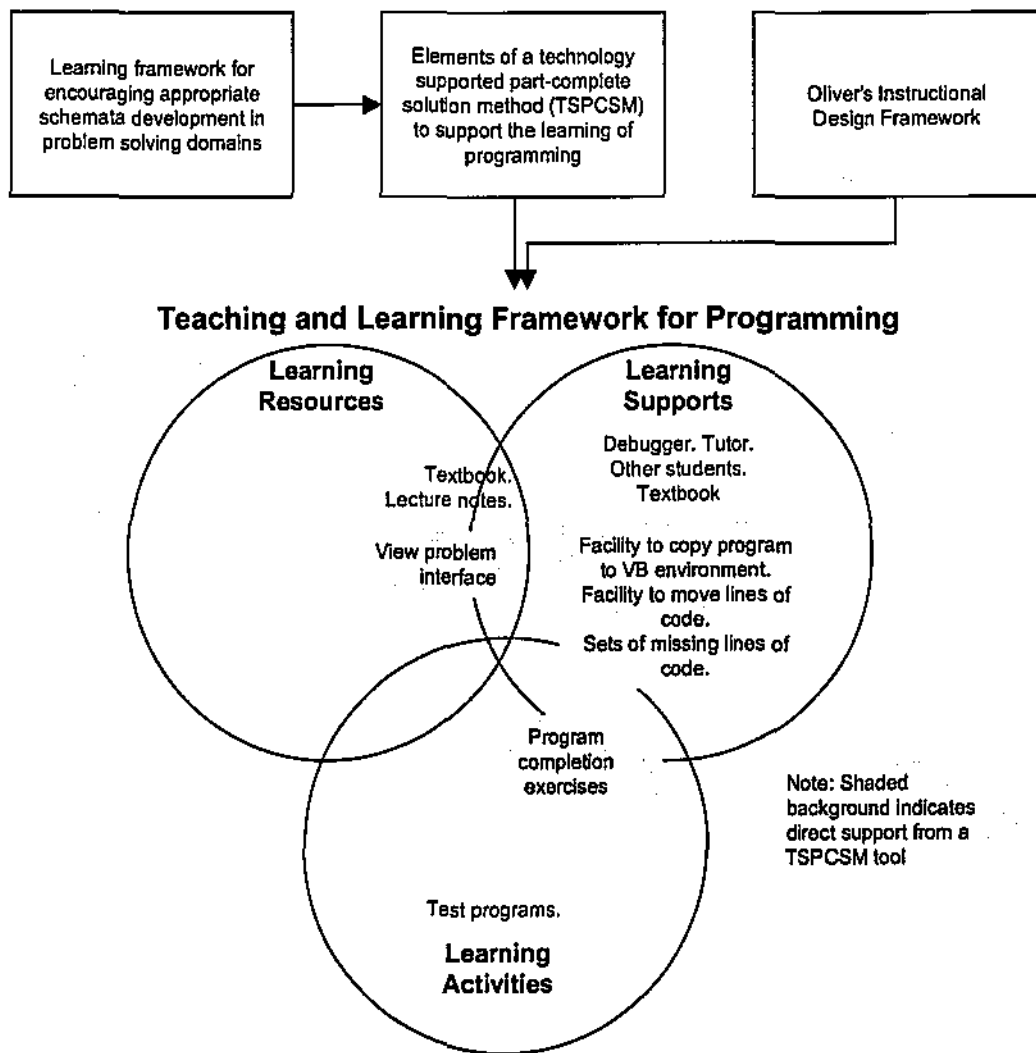 Learning framework for
encouraging appropriate
schemata development in
problem solving domains
Elements of a technology
supported part-complete
solution method (TSPCSM)
to support the learning of
programming
Oliver's Instructional
Design Framework
Teaching and Learning Framework for Programming
Learning
Resources
Learning
Supports
Debugger. Tutor.
Other students.
Textbook
Textbook.
Lecture notes.
View problem
interface
Facility to copy program
to VB environment.
Facility to move lines of
code.
Sets of missing lines of
code.
Program
completion
exercises
Note: Shaded
background indicates
direct support from a
TSPCSM tool
Test programs.
Learning
Activities